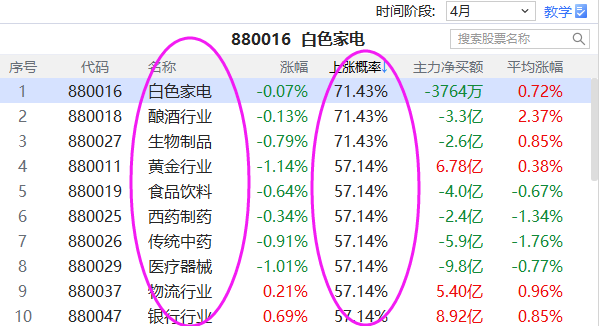 时间阶段: 4月 教学
880016 白色家电 搜索股票名称
序号 代码 名称 涨幅 上涨概率↓ 主力净买额 平均涨幅
1 880016 白色家电 -0.07% 71.43% -3764万 0.72%
2 880018 酿酒行业 -0.13% 71.43% -3.3亿 2.37%
3 880027 生物制品 -0.79% 71.43% -2.6亿 0.85%
4 880011 黄金行业 -1.14% 57.14% 6.78亿 0.38%
5 880019 食品饮料 -0.64% 57.14% -4.0亿 -0.67%
6 880025 西药制药 -0.34% 57.14% -2.4亿 -1.34%
7 880026 传统中药 -0.91% 57.14% -5.9亿 -1.76%
8 880029 医疗器械 -1.01% 57.14% -9.8亿 -0.77%
9 880037 物流行业 0.21% 57.14% 5.40亿 0.96%
10 880047 银行行业 0.69% 57.14% 8.92亿 0.85%